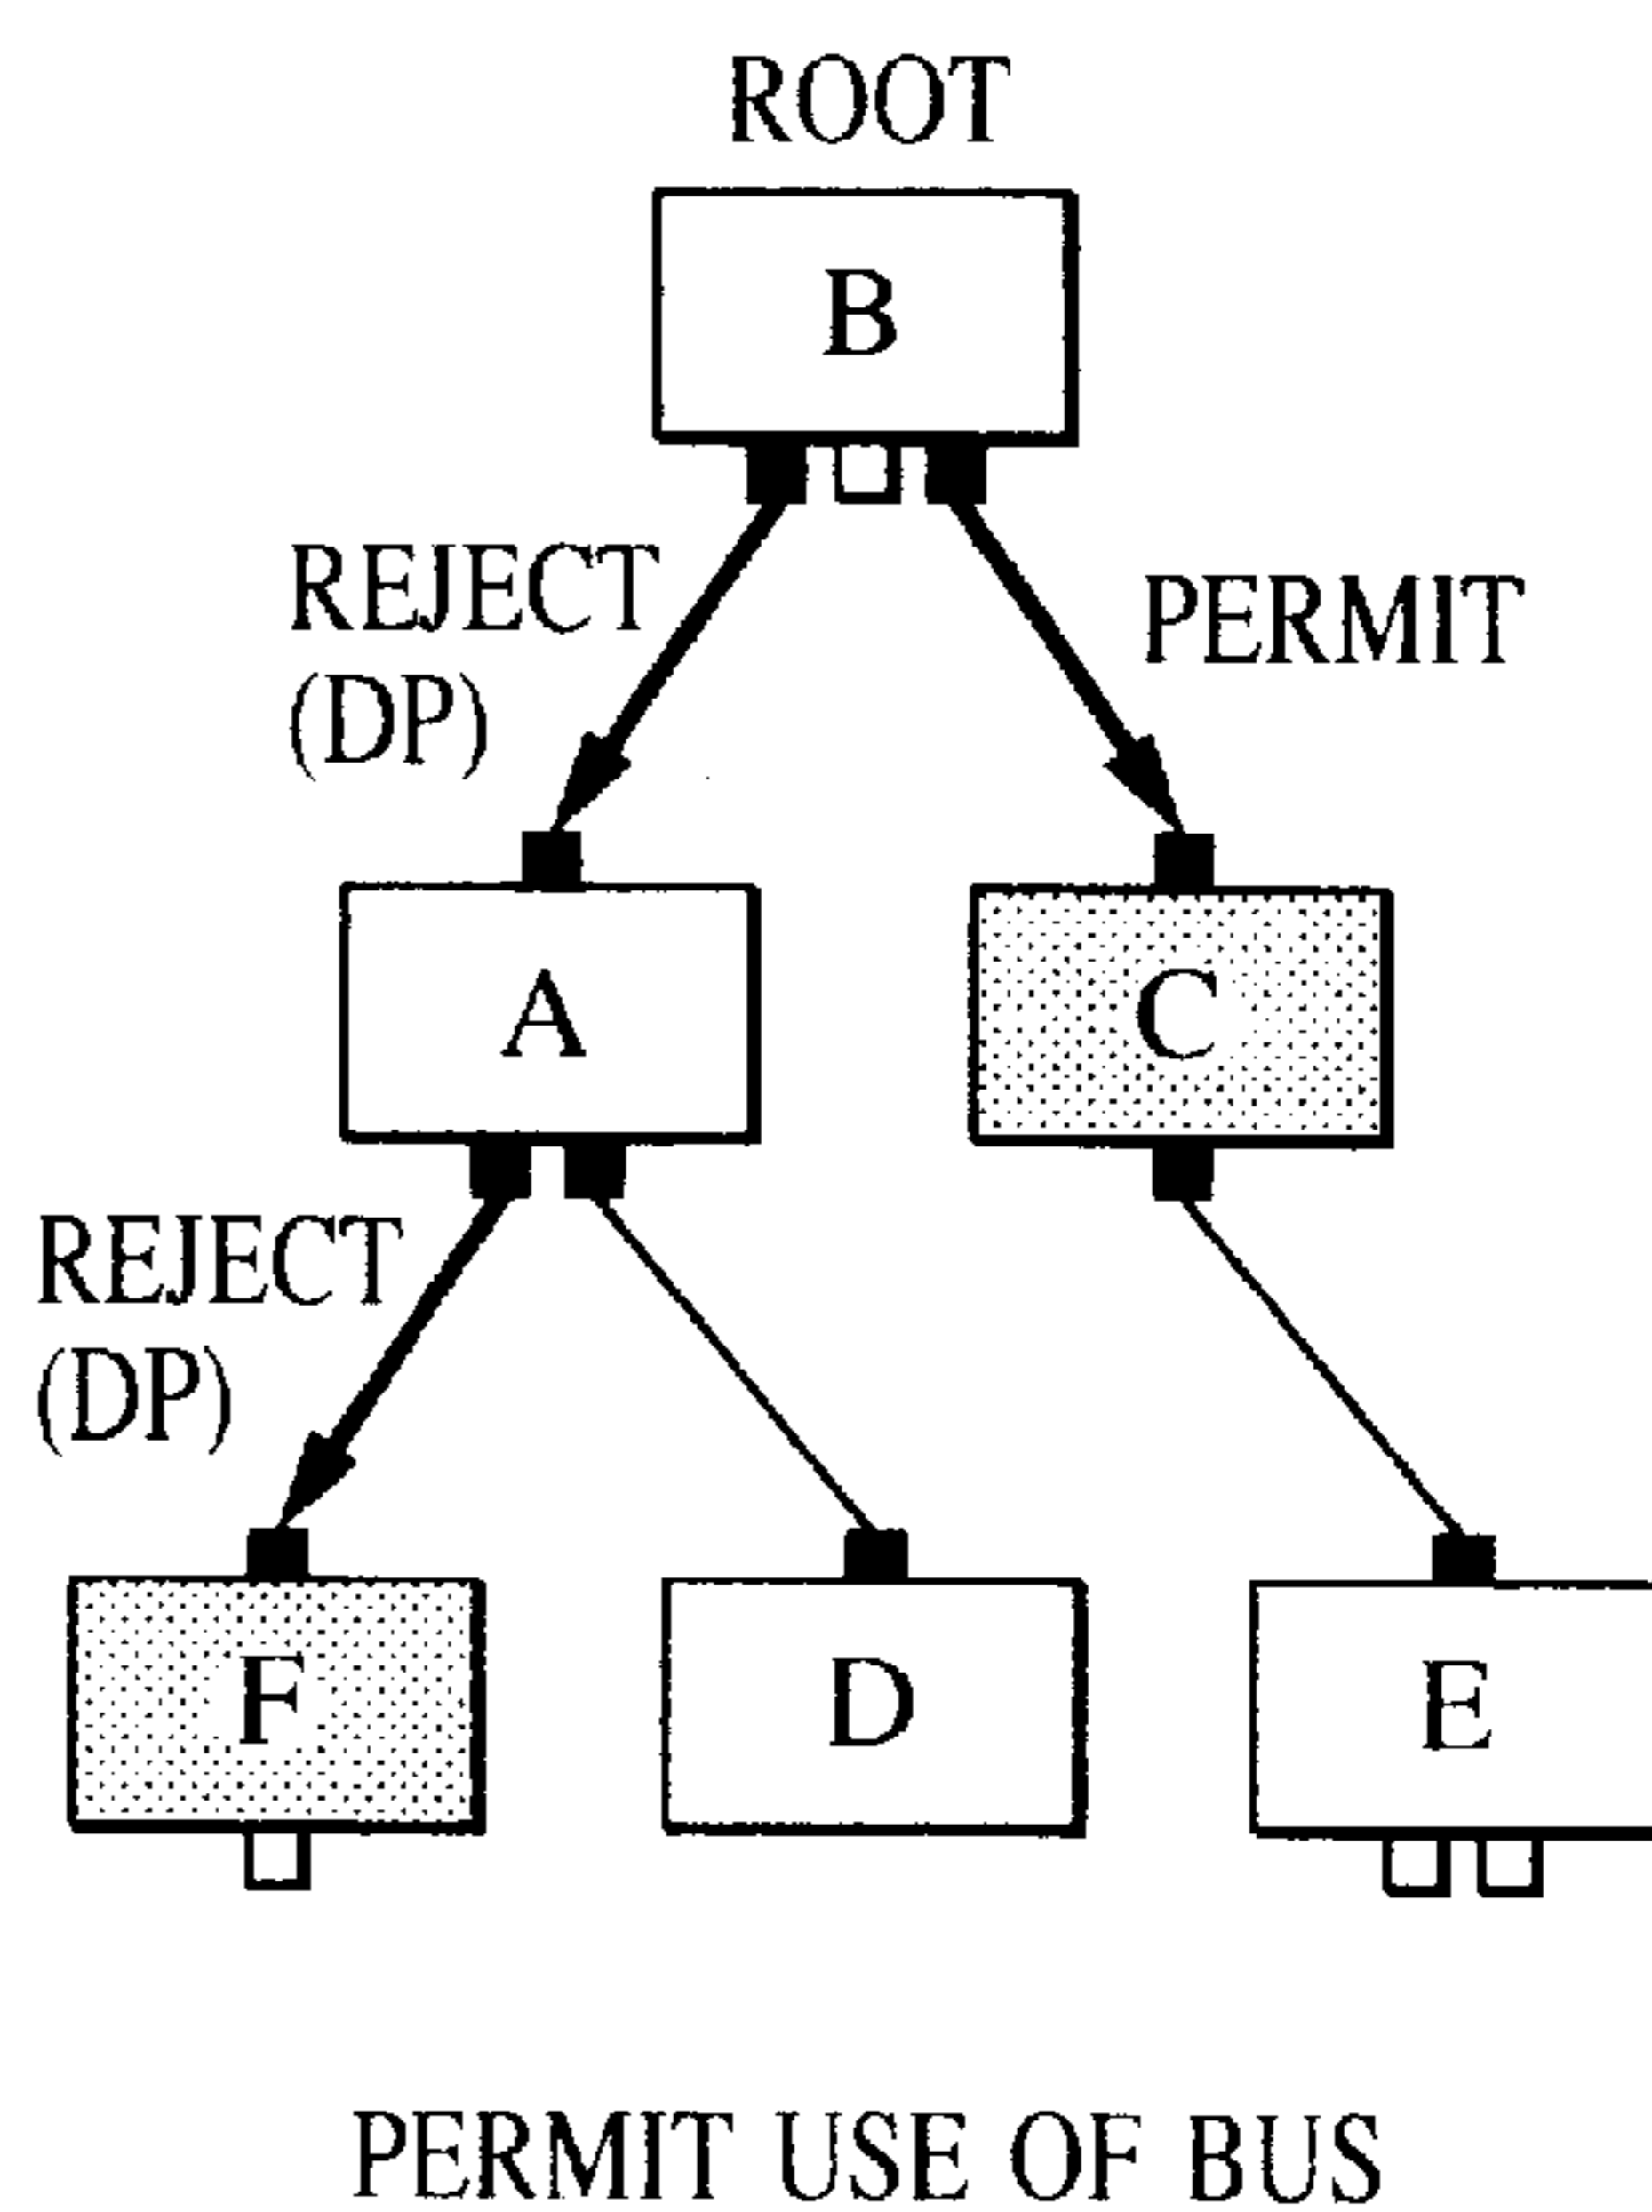 ROOT
B
REJECT
(DP)
PERMIT
A
C
REJECT
(DP)
F
D
E
PERMIT USE OF BUS